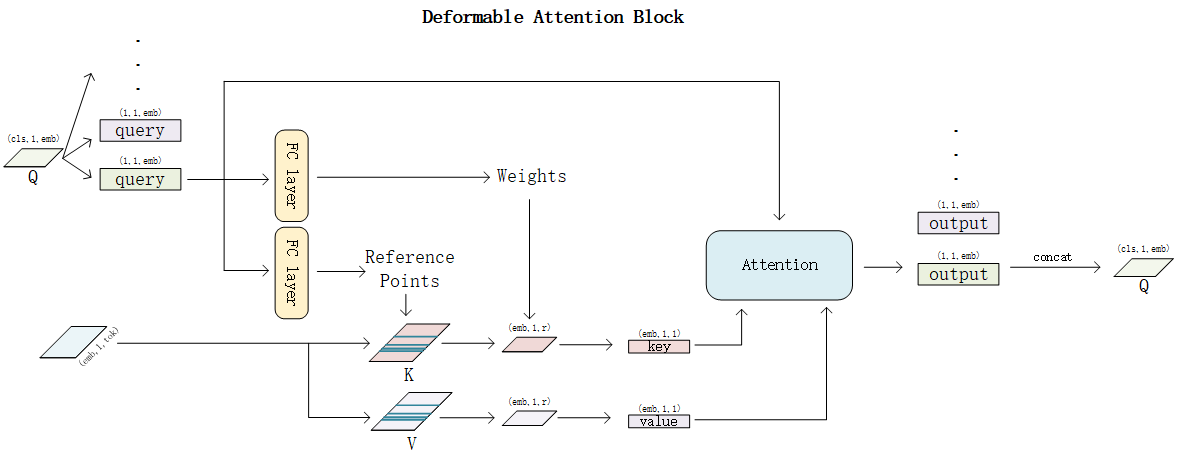 Deformable Attention Block
(cls,1,emb)
Q
(1,1,emb)
query
(1,1,emb)
query
FC layer
FC layer
Weights
Reference
Points
(emb,1,tok)
K
V
(emb,1,r)
(emb,1,r)
(emb,1,1)
key
(emb,1,1)
value
Attention
(1,1,emb)
output
(1,1,emb)
output
concat
(cls,1,emb)
Q